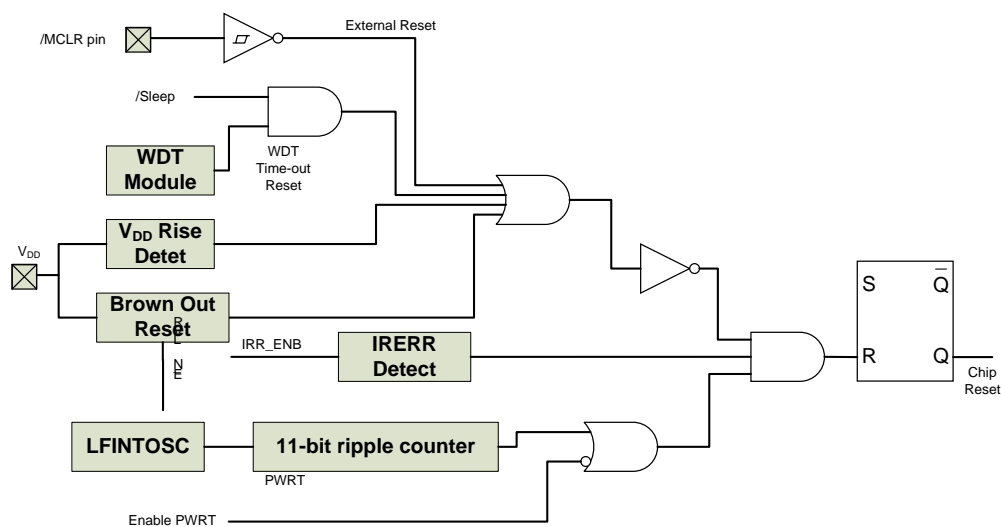 External Reset
/MCLR pin
/Sleep
WDT
Time-out
Reset
WDT
Module
VDD
VDD Rise
Detet
Brown Out
Reset
IRR_ENB
IRERR
Detect
S
Q
R
Q
Chip
Reset
LFINTOSC
11-bit ripple counter
PWRT
Enable PWRT